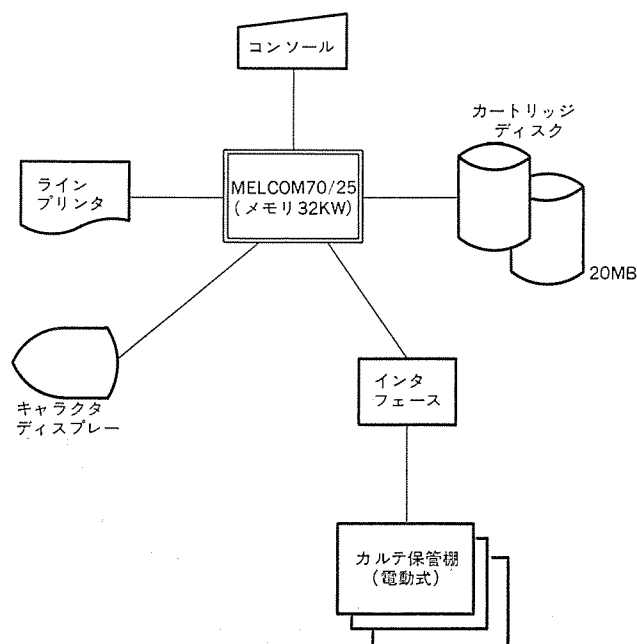 コンソール
カートリッジ
ディスク
ライン
プリンタ
MELCOM70/25
(メモリ32KW)
20MB
キャラクタ
ディスプレー
インタ
フェース
カルテ保管棚
(電動式)